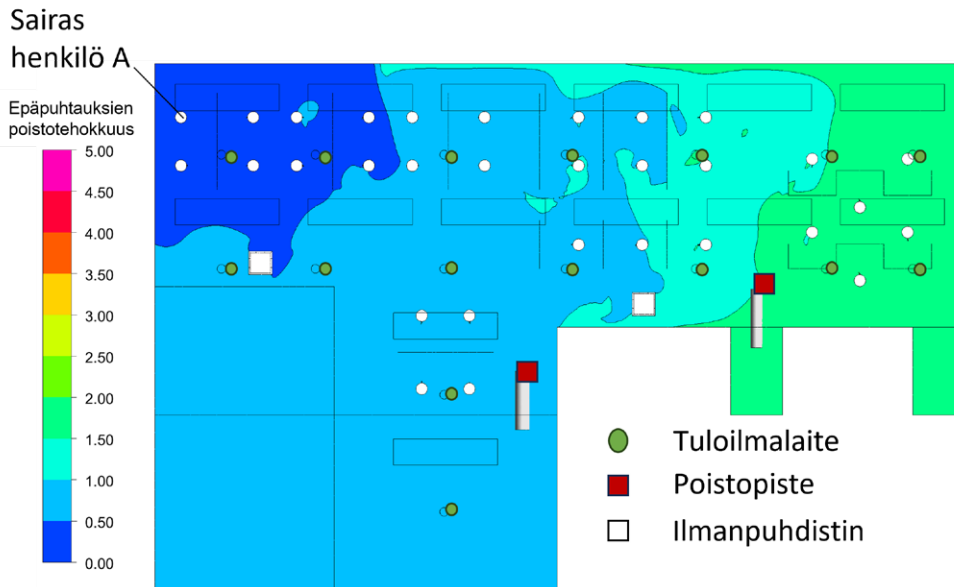 Sairas
henkilö A
Epäpuhtauksien
poistotehokkuus
5.00
4.50
4.00
3.50
3.00
2.50
2.00
1.50
1.00
0.50
0.00
Tuloilmalaite
Poistopiste
Ilmanpuhdistin